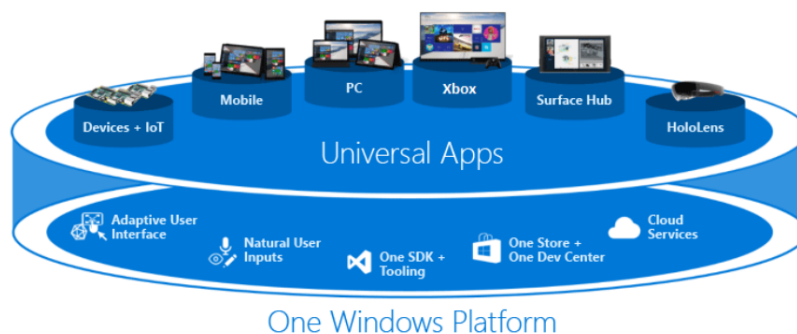 Devices + IoT
Mobile
PC
Xbox
Surface Hub
HoloLens
Universal Apps
Adaptive User
Interface
Natural User
Inputs
One SDK +
Tooling
One Store +
One Dev Center
Cloud
Services
One Windows Platform